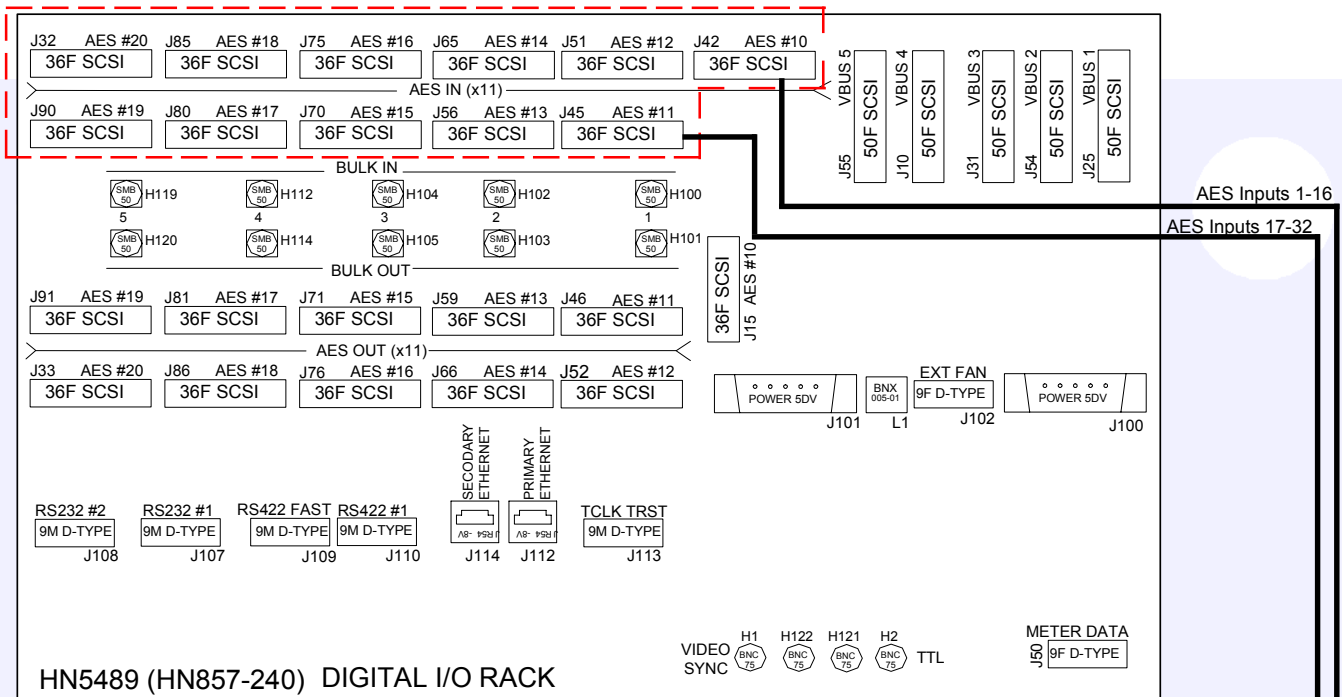 J32 AES #20 J85 AES #18 J75 AES #16 J65 AES #14 J51 AES #12 J42 AES #10
36F SCSI 36F SCSI 36F SCSI 36F SCSI 36F SCSI 36F SCSI
AES IN (x11)
J90 AES #19 J80 AES #17 J70 AES #15 J56 AES #13 J45 AES #11
36F SCSI 36F SCSI 36F SCSI 36F SCSI 36F SCSI
J55 VBUS 5 50F SCSI
J10 VBUS 4 50F SCSI
J31 VBUS 3 50F SCSI
J54 VBUS 2 50F SCSI
J25 VBUS 1 50F SCSI
AES Inputs 1-16
AES Inputs 17-32
BULK IN
SMB 50 H119 SMB 50 H112 SMB 50 H104 SMB 50 H102 SMB 50 H100
5 4 3 2 1
SMB 50 H120 SMB 50 H114 SMB 50 H105 SMB 50 H103 SMB 50 H101
BULK OUT
36F SCSI
J15 AES #10
J91 AES #19 J81 AES #17 J71 AES #15 J59 AES #13 J46 AES #11
36F SCSI 36F SCSI 36F SCSI 36F SCSI 36F SCSI
AES OUT (x11)
J33 AES #20 J86 AES #18 J76 AES #16 J66 AES #14 J52 AES #12
36F SCSI 36F SCSI 36F SCSI 36F SCSI 36F SCSI
POWER 5DV
J101
BNX
005-01
L1
EXT FAN
9F D-TYPE
J102
POWER 5DV
J100
RS232 #2
9M D-TYPE
J108
RS232 #1
9M D-TYPE
J107
RS422 FAST
9M D-TYPE
J109
RS422 #1
9M D-TYPE
J110
SECODARY
ETHERNET
JRS4 -8V
J114
PRIMARY
ETHERNET
JRS4 -8V
J112
TCLK TRST
9M D-TYPE
J113
VIDEO
SYNC
H1 H122 H121 H2
BNC 75 BNC 75 BNC 75 BNC 75
TTL
METER DATA
J50 9F D-TYPE
HN5489 (HN857-240) DIGITAL I/O RACK